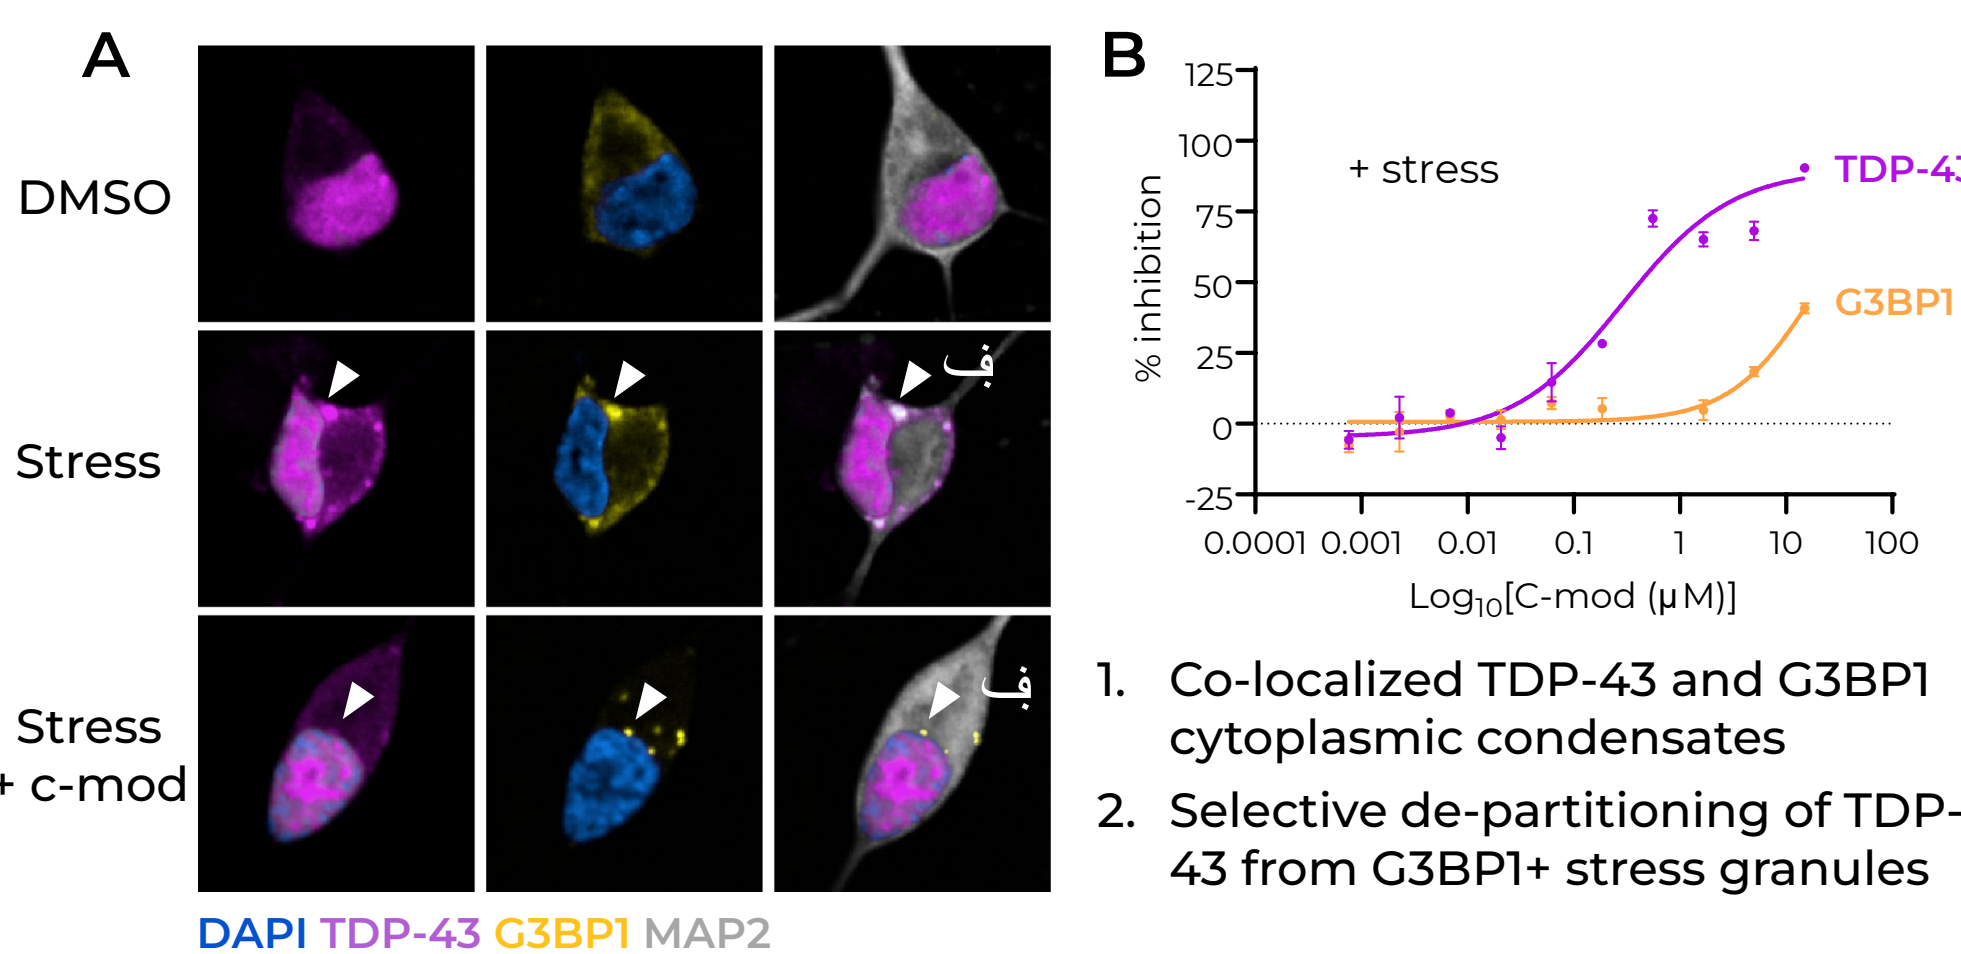 A
DMSO
Stress
ف
Stress
+ c-mod
ف
DAPI TDP-43 G3BP1 MAP2
B
125
100
75
50
25
0
-25
% inhibition
+ stress
TDP-43
G3BP1
0.0001 0.001 0.01 0.1 1 10 100
Log10[C-mod (μM)]
1. Co-localized TDP-43 and G3BP1
cytoplasmic condensates
2. Selective de-partitioning of TDP-
43 from G3BP1+ stress granules